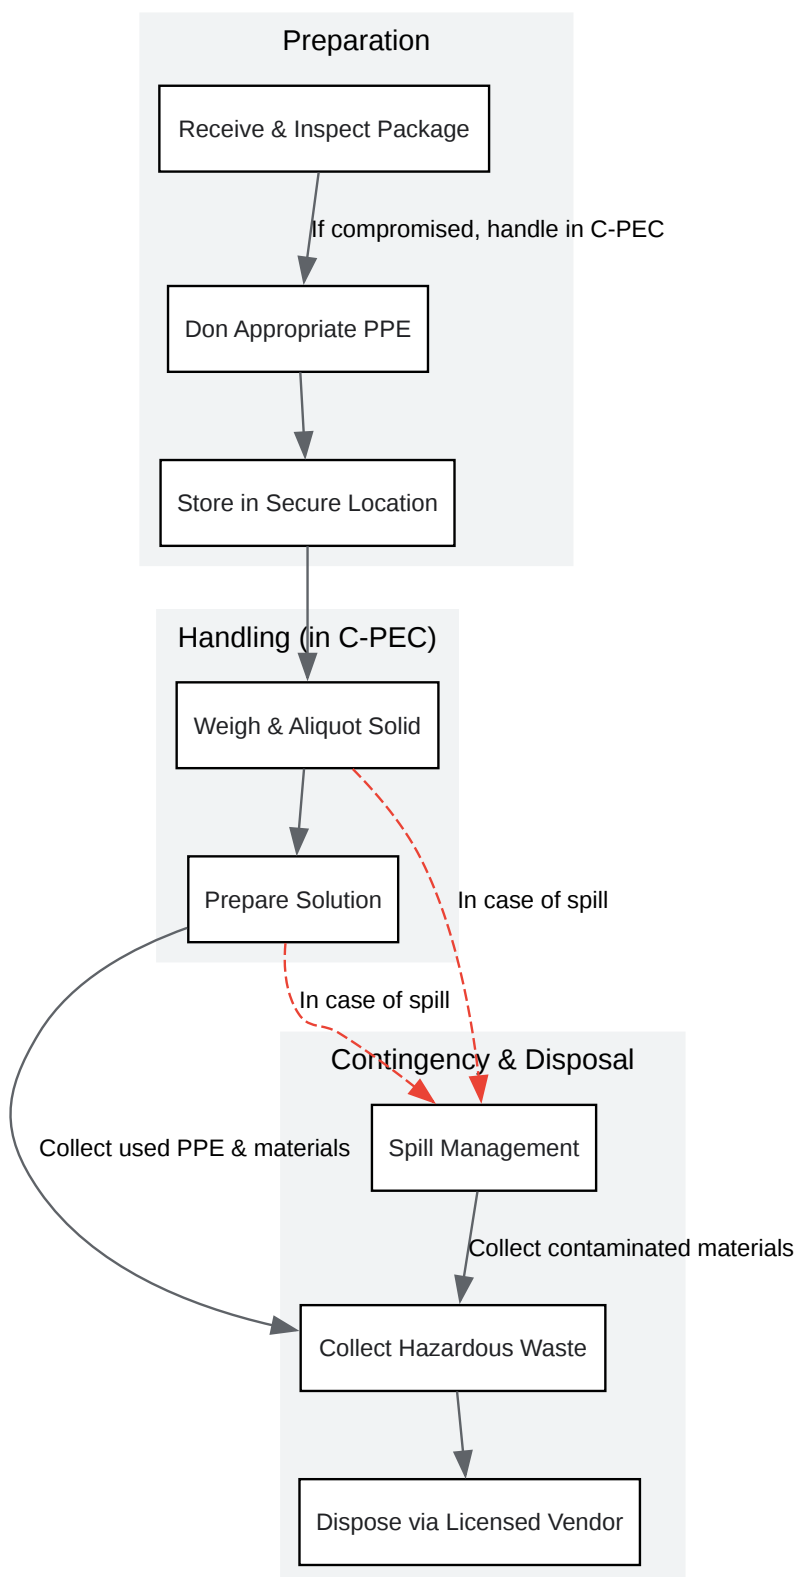 Preparation
Receive & Inspect Package
If compromised, handle in C-PEC
Don Appropriate PPE
Store in Secure Location
Handling (in C-PEC)
Weigh & Aliquot Solid
Prepare Solution
In case of spill
In case of spill
Contingency & Disposal
Collect used PPE & materials
Spill Management
Collect contaminated materials
Collect Hazardous Waste
Dispose via Licensed Vendor